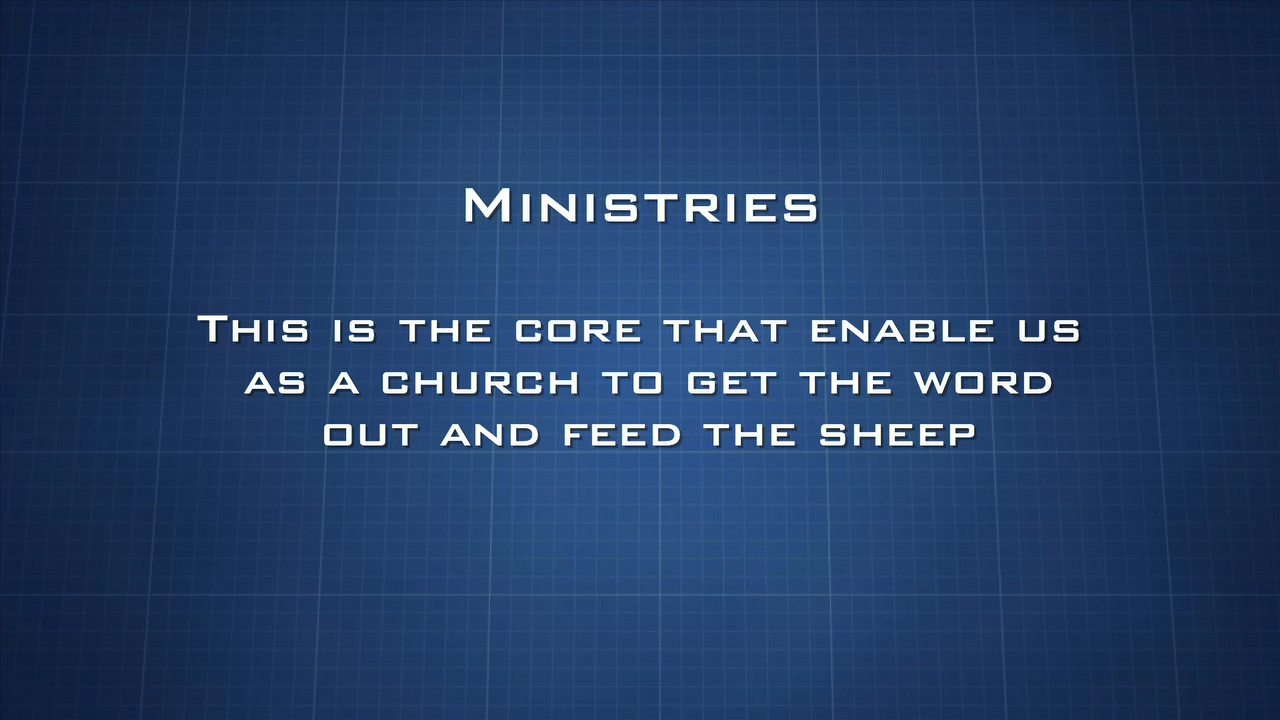 Ministries
This is the core that enable us
as a church to get the word
out and feed the sheep